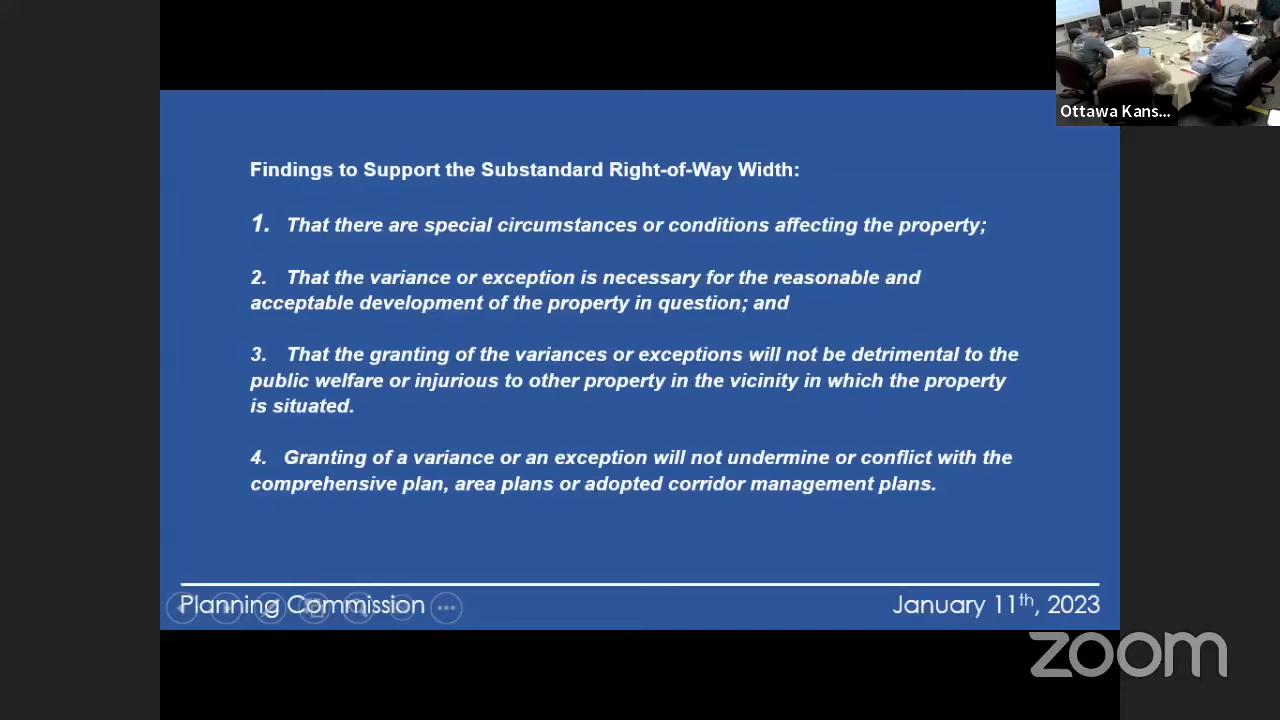 Ottawa Kans...
Findings to Support the Substandard Right-of-Way Width:
1. That there are special circumstances or conditions affecting the property;
2. That the variance or exception is necessary for the reasonable and
acceptable development of the property in question; and
3. That the granting of the variances or exceptions will not be detrimental to the
public welfare or injurious to other property in the vicinity in which the property
is situated.
4. Granting of a variance or an exception will not undermine or conflict with the
comprehensive plan, area plans or adopted corridor management plans.
Planning Commission
January 11th, 2023
zoom